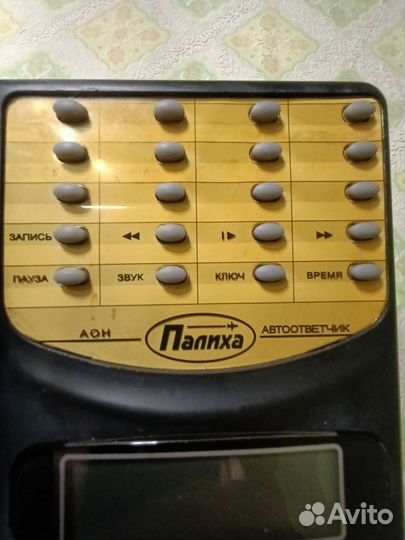 ЗАПИСЬ ◀◀ I▶ ▶▶
ПАУЗА ЗВУК КЛЮЧ ВРЕМЯ
АОН Палиха АВТООТВЕТЧИК
Avito